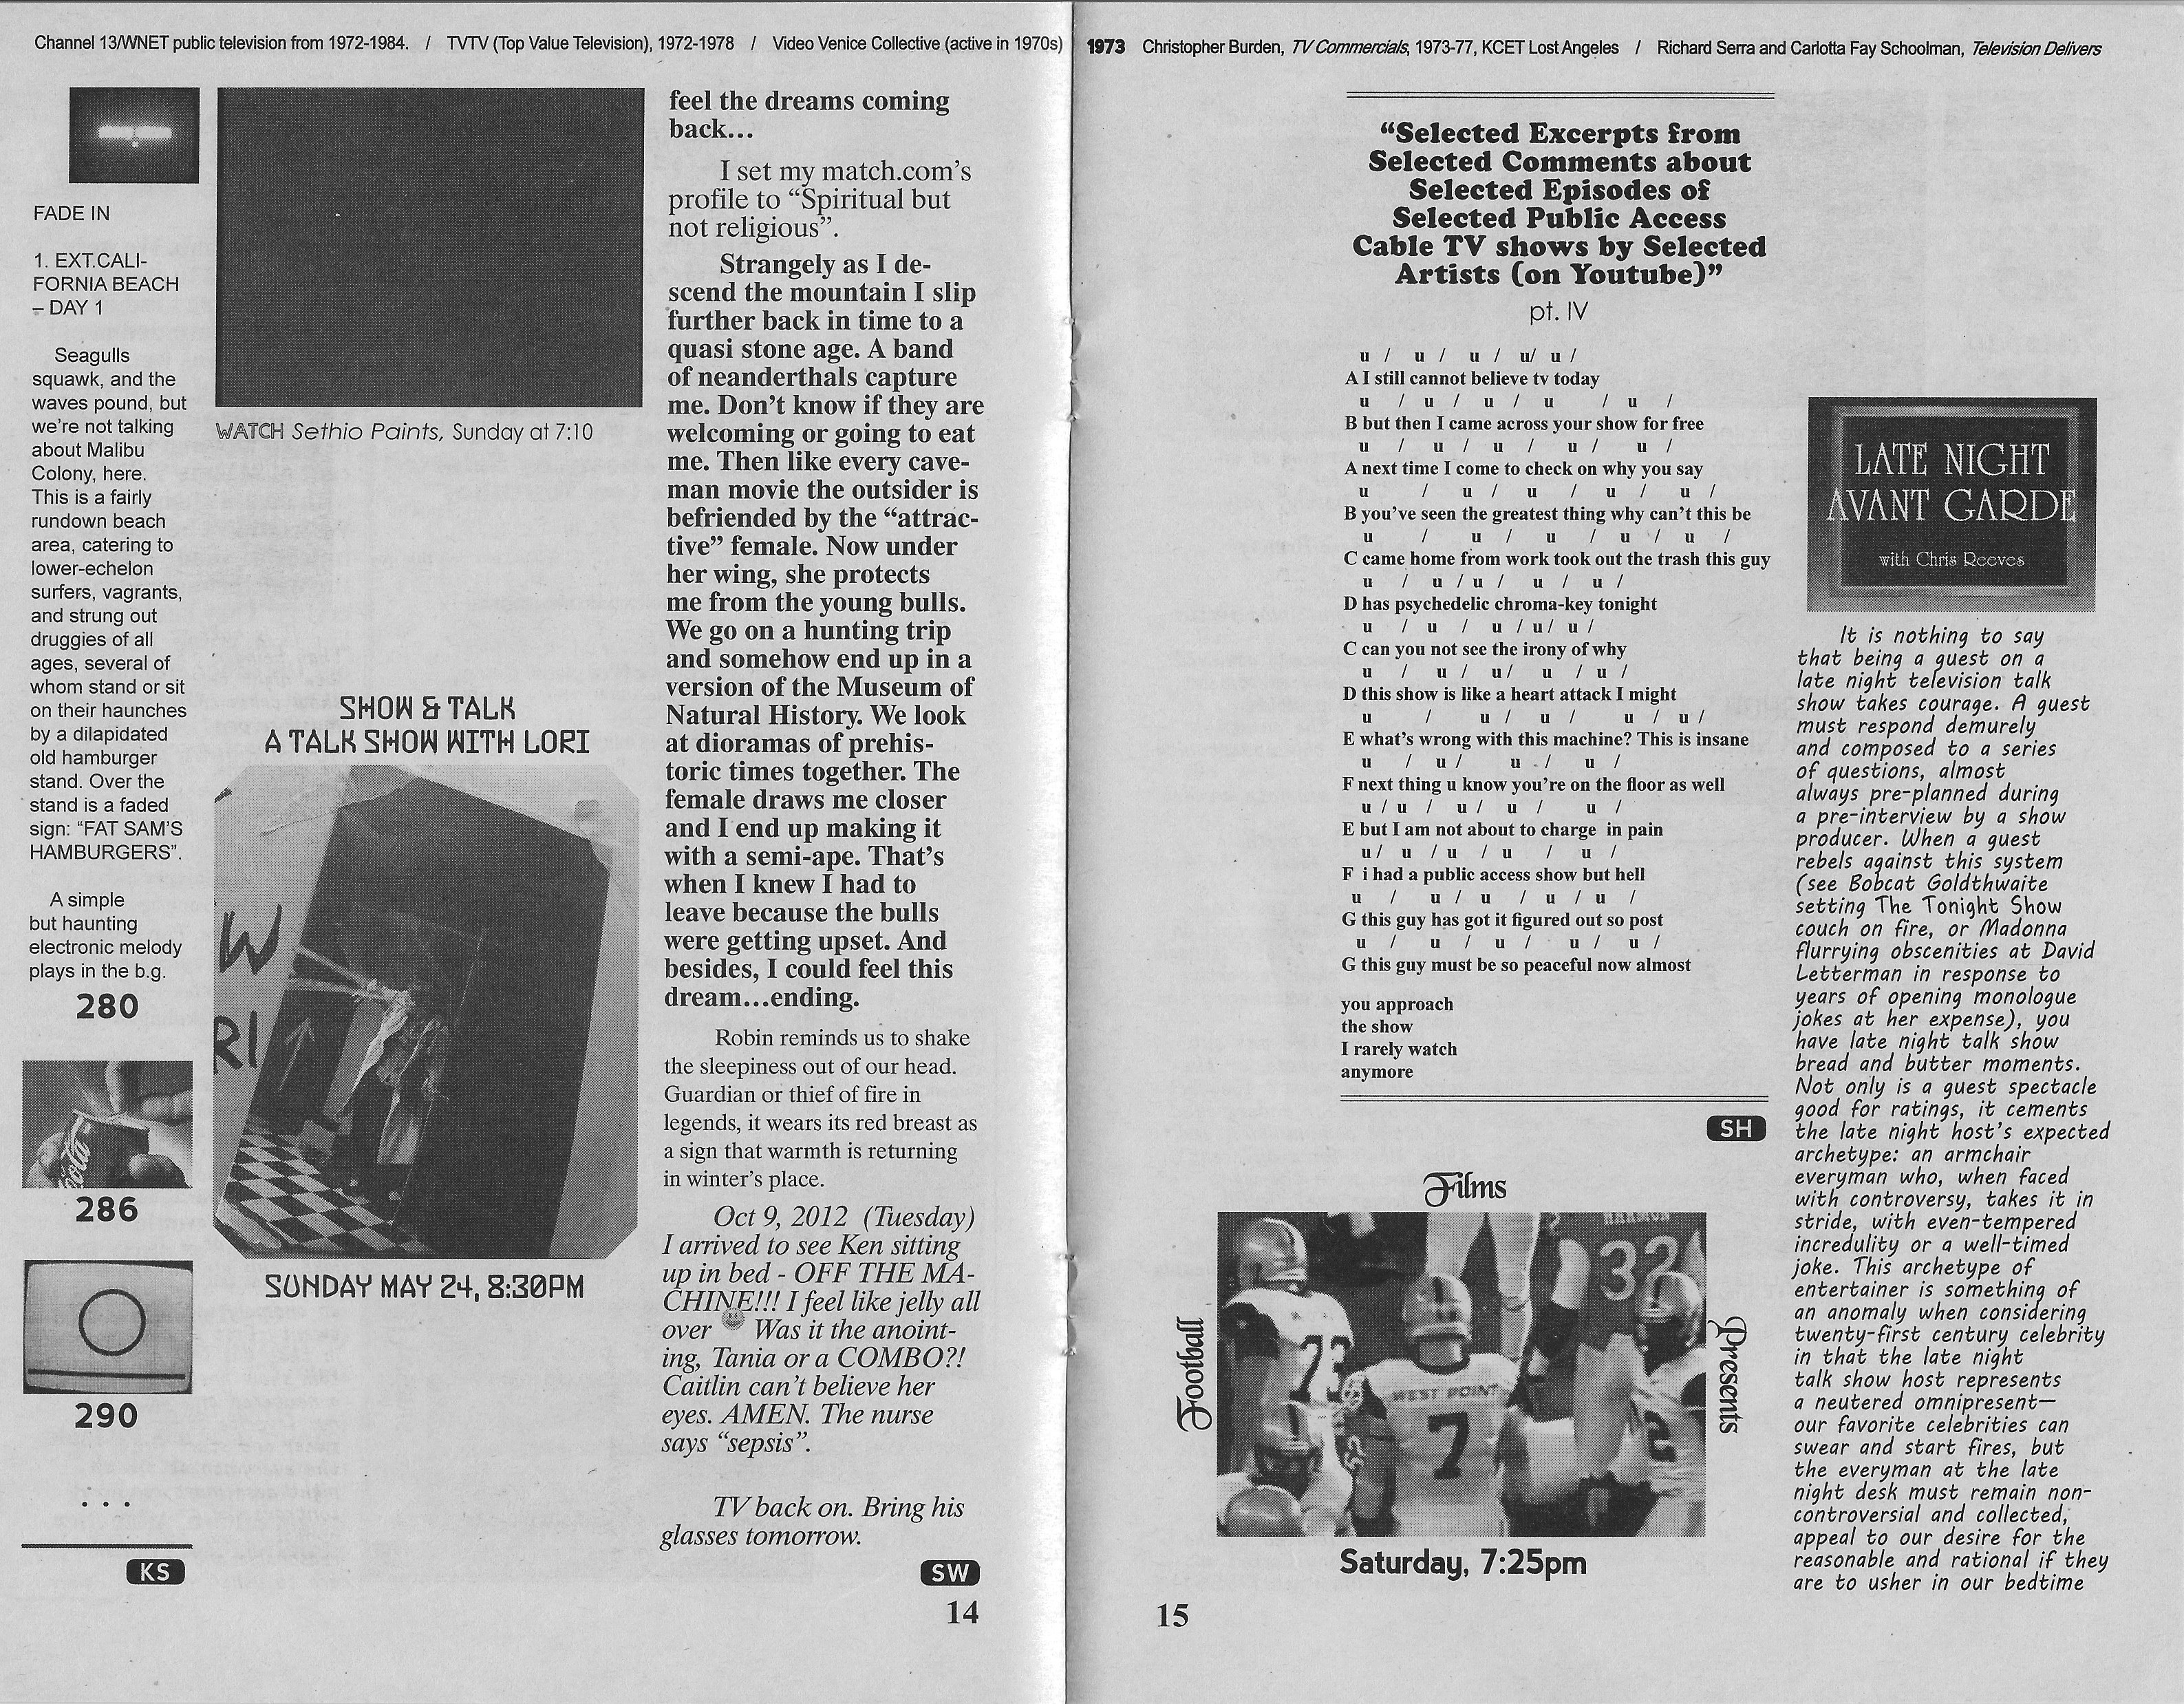 Channel 13/WNET public television from 1972-1984. / TVTV (Top Value Television), 1972-1978 / Video Venice Collective (active in 1970s)
FADE IN
1. EXT.CALI-
FORNIA BEACH
– DAY 1
Seagulls
squawk, and the
waves pound, but
we're not talking
about Malibu
Colony, here.
This is a fairly
rundown beach
area, catering to
lower-echelon
surfers, vagrants,
and strung out
druggies of all
ages, several of
whom stand or sit
on their haunches
by a dilapidated
old hamburger
stand. Over the
stand is a faded
sign: “FAT SAM'S
HAMBURGERS”.
A simple
but haunting
electronic melody
plays in the b.g.
280
Cola
286
290
. . .
KS
WATCH Sethio Paints, Sunday at 7:10
SHOW & TALK
A TALK SHOW WITH LORI
W
RI
SUNDAY MAY 24, 8:30PM
feel the dreams coming
back…
I set my match.com's
profile to “Spiritual but
not religious”.
Strangely as I de-
scend the mountain I slip
further back in time to a
quasi stone age. A band
of neanderthals capture
me. Don't know if they are
welcoming or going to eat
me. Then like every cave-
man movie the outsider is
befriended by the “attrac-
tive” female. Now under
her wing, she protects
me from the young bulls.
We go on a hunting trip
and somehow end up in a
version of the Museum of
Natural History. We look
at dioramas of prehis-
toric times together. The
female draws me closer
and I end up making it
with a semi-ape. That's
when I knew I had to
leave because the bulls
were getting upset. And
besides, I could feel this
dream…ending.
Robin reminds us to shake
the sleepiness out of our head.
Guardian or thief of fire in
legends, it wears its red breast as
a sign that warmth is returning
in winter's place.
Oct 9, 2012 (Tuesday)
I arrived to see Ken sitting
up in bed - OFF THE MA-
CHINE!!! I feel like jelly all
over Was it the anoint-
ing, Tania or a COMBO?!
Caitlin can't believe her
eyes. AMEN. The nurse
says “sepsis”.
TV back on. Bring his
glasses tomorrow.
SW
14
1973 Christopher Burden, TV Commercials, 1973-77, KCET Lost Angeles / Richard Serra and Carlotta Fay Schoolman, Television Delivers
“Selected Excerpts from
Selected Comments about
Selected Episodes of
Selected Public Access
Cable TV shows by Selected
Artists (on Youtube)”
pt. IV
u / u / u / u/ u /
A I still cannot believe tv today
u / u / u / u / u /
B but then I came across your show for free
u / u / u / u / u /
A next time I come to check on why you say
u / u / u / u / u /
B you've seen the greatest thing why can't this be
u / u / u / u / u /
C came home from work took out the trash this guy
u / u / u / u / u /
D has psychedelic chroma-key tonight
u / u / u / u/ u /
C can you not see the irony of why
u / u / u/ u / u /
D this show is like a heart attack I might
u / u / u / u / u /
E what's wrong with this machine? This is insane
u / u / u / u /
F next thing u know you're on the floor as well
u / u / u/ u / u /
E but I am not about to charge in pain
u/ u / u / u / u /
F i had a public access show but hell
u / u / u / u / u /
G this guy has got it figured out so post
u / u / u / u / u /
G this guy must be so peaceful now almost
you approach
the show
I rarely watch
anymore
SH
Films
Football
Presents
32
73
WEST POINT
7
2
Saturday, 7:25pm
15
LATE NIGHT
AVANT GARDE
with Chris Reeves
It is nothing to say
that being a guest on a
late night television talk
show takes courage. A guest
must respond demurely
and composed to a series
of questions, almost
always pre-planned during
a pre-interview by a show
producer. When a guest
rebels against this system
(see Bobcat Goldthwaite
setting The Tonight Show
couch on fire, or Madonna
flurrying obscenities at David
Letterman in response to
years of opening monologue
jokes at her expense), you
have late night talk show
bread and butter moments.
Not only is a guest spectacle
good for ratings, it cements
the late night host's expected
archetype: an armchair
everyman who, when faced
with controversy, takes it in
stride, with even-tempered
incredulity or a well-timed
joke. This archetype of
entertainer is something of
an anomaly when considering
twenty-first century celebrity
in that the late night
talk show host represents
a neutered omnipresent—
our favorite celebrities can
swear and start fires, but
the everyman at the late
night desk must remain non-
controversial and collected,
appeal to our desire for the
reasonable and rational if they
are to usher in our bedtime